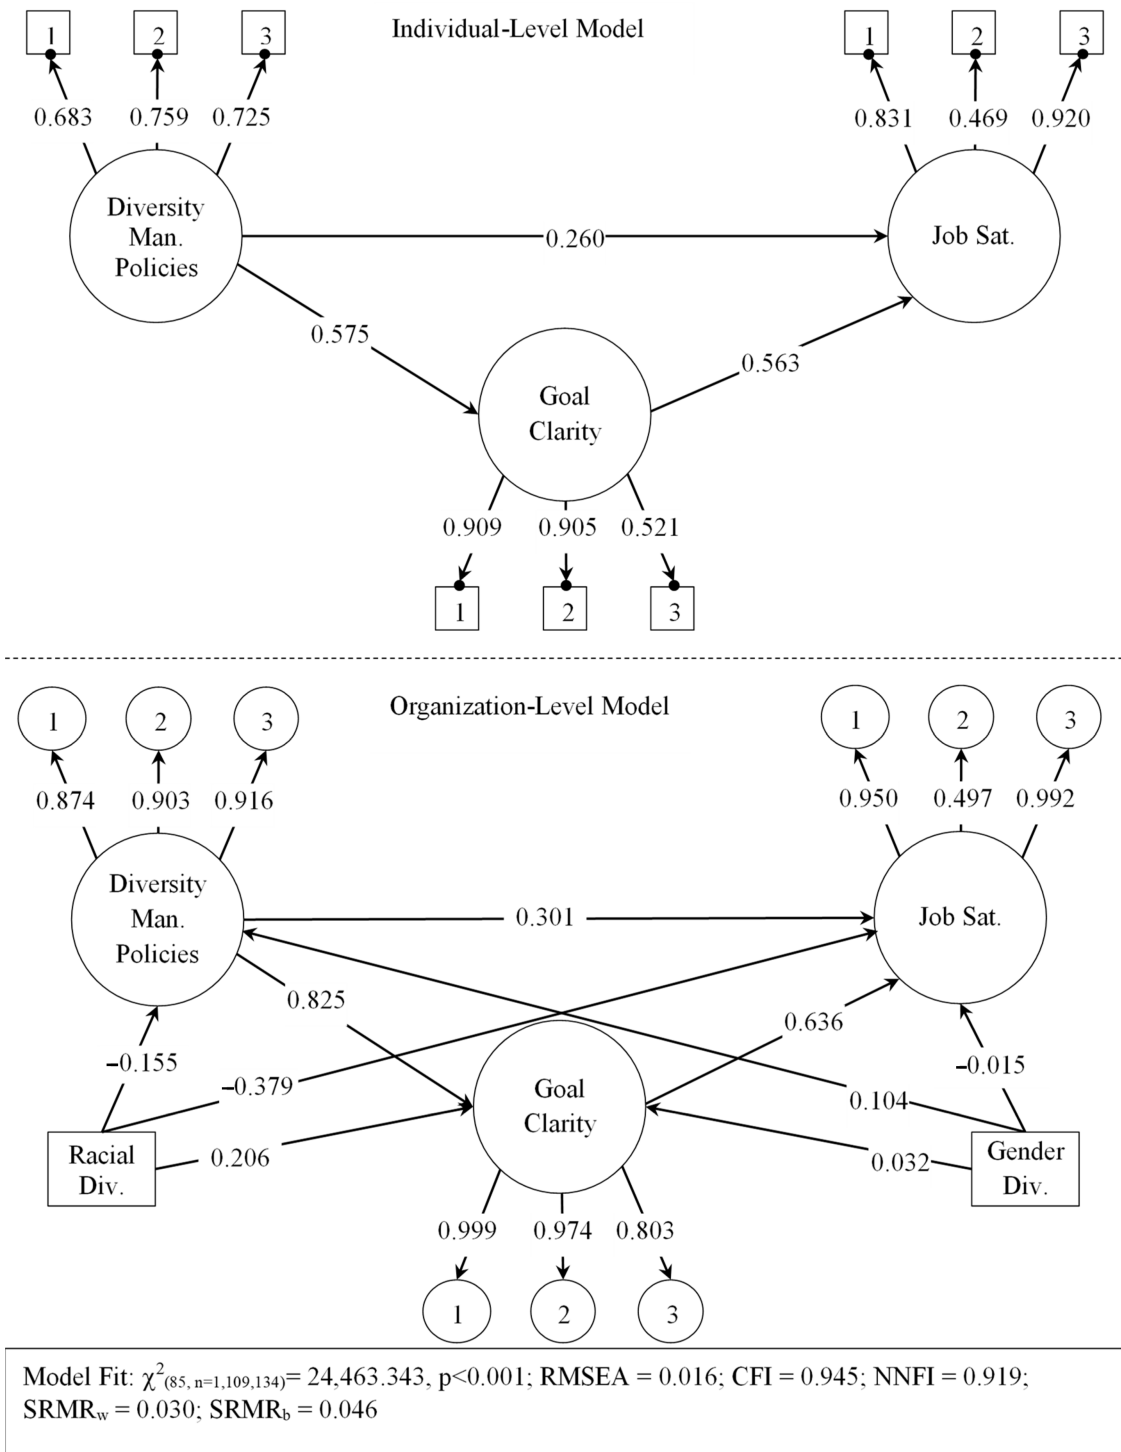 Individual-Level Model
1 2 3
1 2 3
0.683 0.759 0.725
0.831 0.469 0.920
Diversity
Man.
Policies
0.260
Job Sat.
0.575
0.563
Goal
Clarity
0.909 0.905 0.521
1 2 3
Organization-Level Model
1 2 3
1 2 3
0.874 0.903 0.916
0.950 0.497 0.992
Diversity
Man.
Policies
0.301
Job Sat.
0.825
0.636
−0.155
−0.015
−0.379
0.104
Goal
Clarity
0.206
0.032
Racial
Div.
Gender
Div.
0.999 0.974 0.803
1 2 3
Model Fit: χ²(85, n=1,109,134)= 24,463.343, p<0.001; RMSEA = 0.016; CFI = 0.945; NNFI = 0.919;
SRMRw = 0.030; SRMRb = 0.046